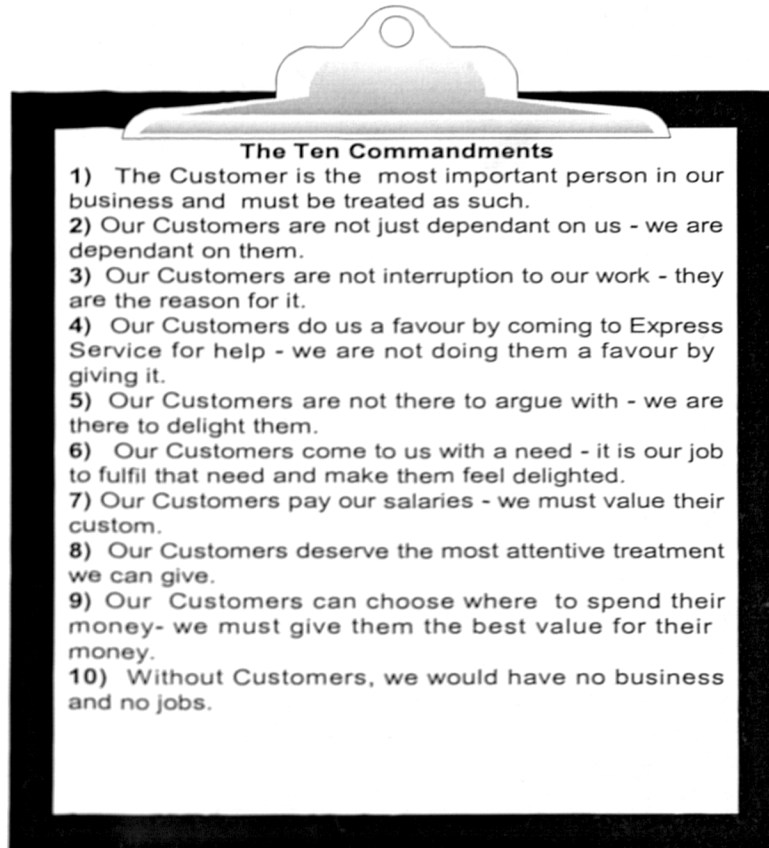 The Ten Commandments
1) The Customer is the most important person in our
business and must be treated as such.
2) Our Customers are not just dependant on us - we are
dependant on them.
3) Our Customers are not interruption to our work - they
are the reason for it.
4) Our Customers do us a favour by coming to Express
Service for help - we are not doing them a favour by
giving it.
5) Our Customers are not there to argue with - we are
there to delight them.
6) Our Customers come to us with a need - it is our job
to fulfil that need and make them feel delighted.
7) Our Customers pay our salaries - we must value their
custom.
8) Our Customers deserve the most attentive treatment
we can give.
9) Our Customers can choose where to spend their
money- we must give them the best value for their
money.
10) Without Customers, we would have no business
and no jobs.